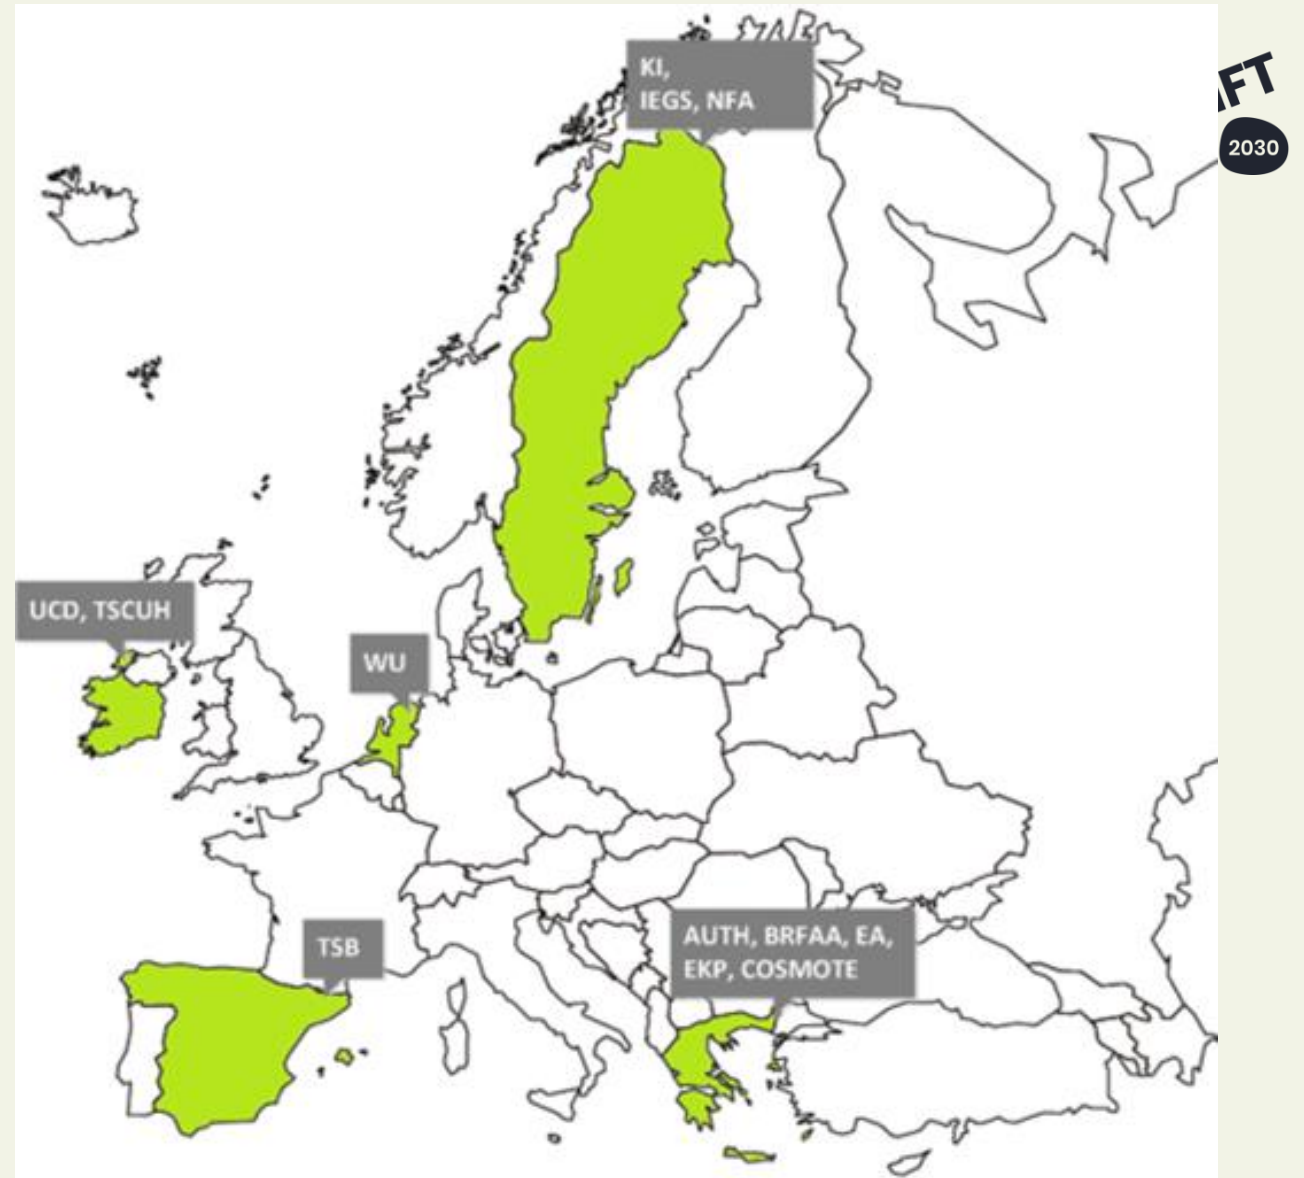 KI,
IEGS, NFA
2030
UCD, TSCUH
WU
TSB
AUTH, BRFAA, EA,
EKP, COSMOTE